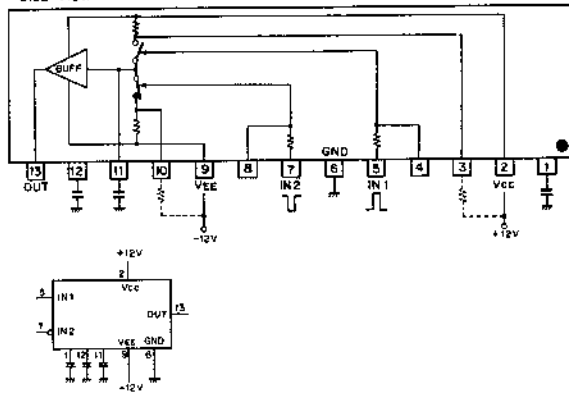 BUFF
GND
13 12 11 10 9 8 7 6 5 4 3 2 1
OUT VEE IN2 IN1 VCC
-12V +12V
+12V
2
VCC
5 IN1
OUT 13
7 IN2
VEE GND
1 12 11 9 6
+12V